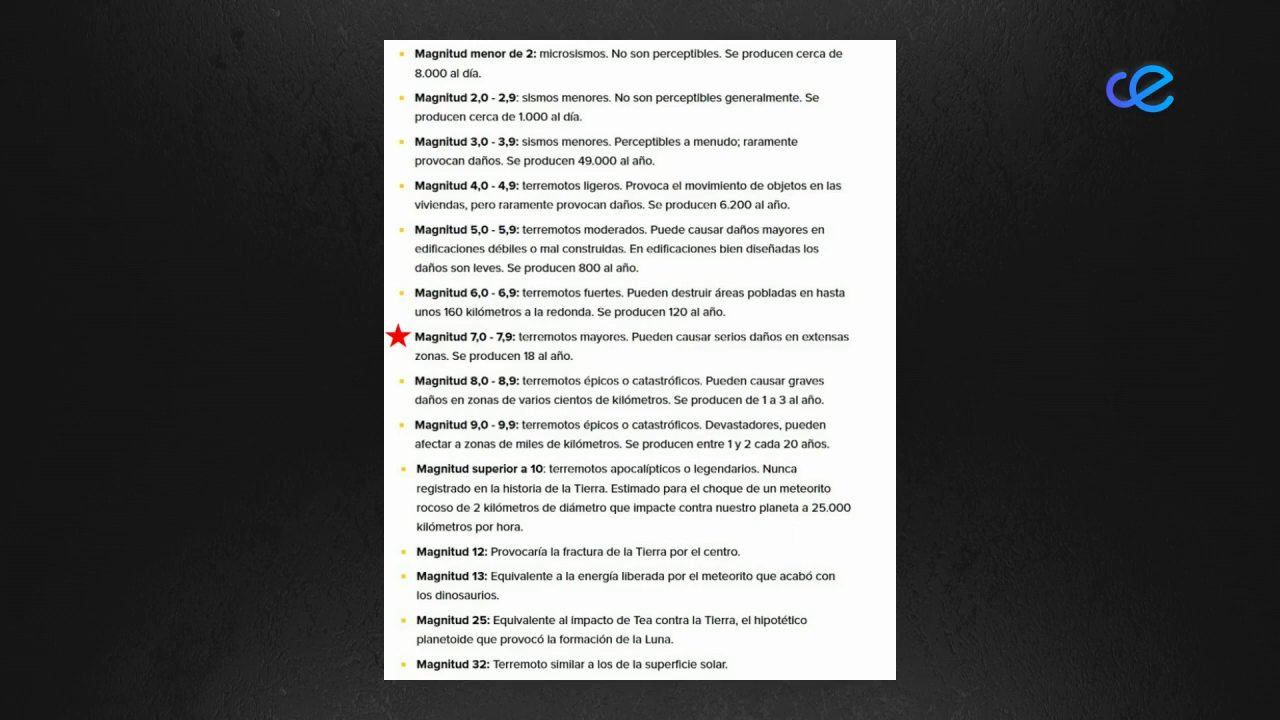 Magnitud menor de 2: microsismos. No son perceptibles. Se producen cerca de
8.000 al día.
Magnitud 2,0 - 2,9: sismos menores. No son perceptibles generalmente. Se
producen cerca de 1.000 al día.
Magnitud 3,0 - 3,9: sismos menores. Perceptibles a menudo; raramente
provocan daños. Se producen 49.000 al año.
Magnitud 4,0 - 4,9: terremotos ligeros. Provoca el movimiento de objetos en las
viviendas, pero raramente provocan daños. Se producen 6.200 al año.
Magnitud 5,0 - 5,9: terremotos moderados. Puede causar daños mayores en
edificaciones débiles o mal construidas. En edificaciones bien diseñadas los
daños son leves. Se producen 800 al año.
Magnitud 6,0 - 6,9: terremotos fuertes. Pueden destruir áreas pobladas en hasta
unos 160 kilómetros a la redonda. Se producen 120 al año.
Magnitud 7,0 - 7,9: terremotos mayores. Pueden causar serios daños en extensas
zonas. Se producen 18 al año.
Magnitud 8,0 - 8,9: terremotos épicos o catastróficos. Pueden causar graves
daños en zonas de varios cientos de kilómetros. Se producen de 1 a 3 al año.
Magnitud 9,0 - 9,9: terremotos épicos o catastróficos. Devastadores, pueden
afectar a zonas de miles de kilómetros. Se producen entre 1 y 2 cada 20 años.
Magnitud superior a 10: terremotos apocalípticos o legendarios. Nunca
registrado en la historia de la Tierra. Estimado para el choque de un meteorito
rocoso de 2 kilómetros de diámetro que impacte contra nuestro planeta a 25.000
kilómetros por hora.
Magnitud 12: Provocaría la fractura de la Tierra por el centro.
Magnitud 13: Equivalente a la energía liberada por el meteorito que acabó con
los dinosaurios.
Magnitud 25: Equivalente al impacto de Tea contra la Tierra, el hipotético
planetoide que provocó la formación de la Luna.
Magnitud 32: Terremoto similar a los de la superficie solar.
ce